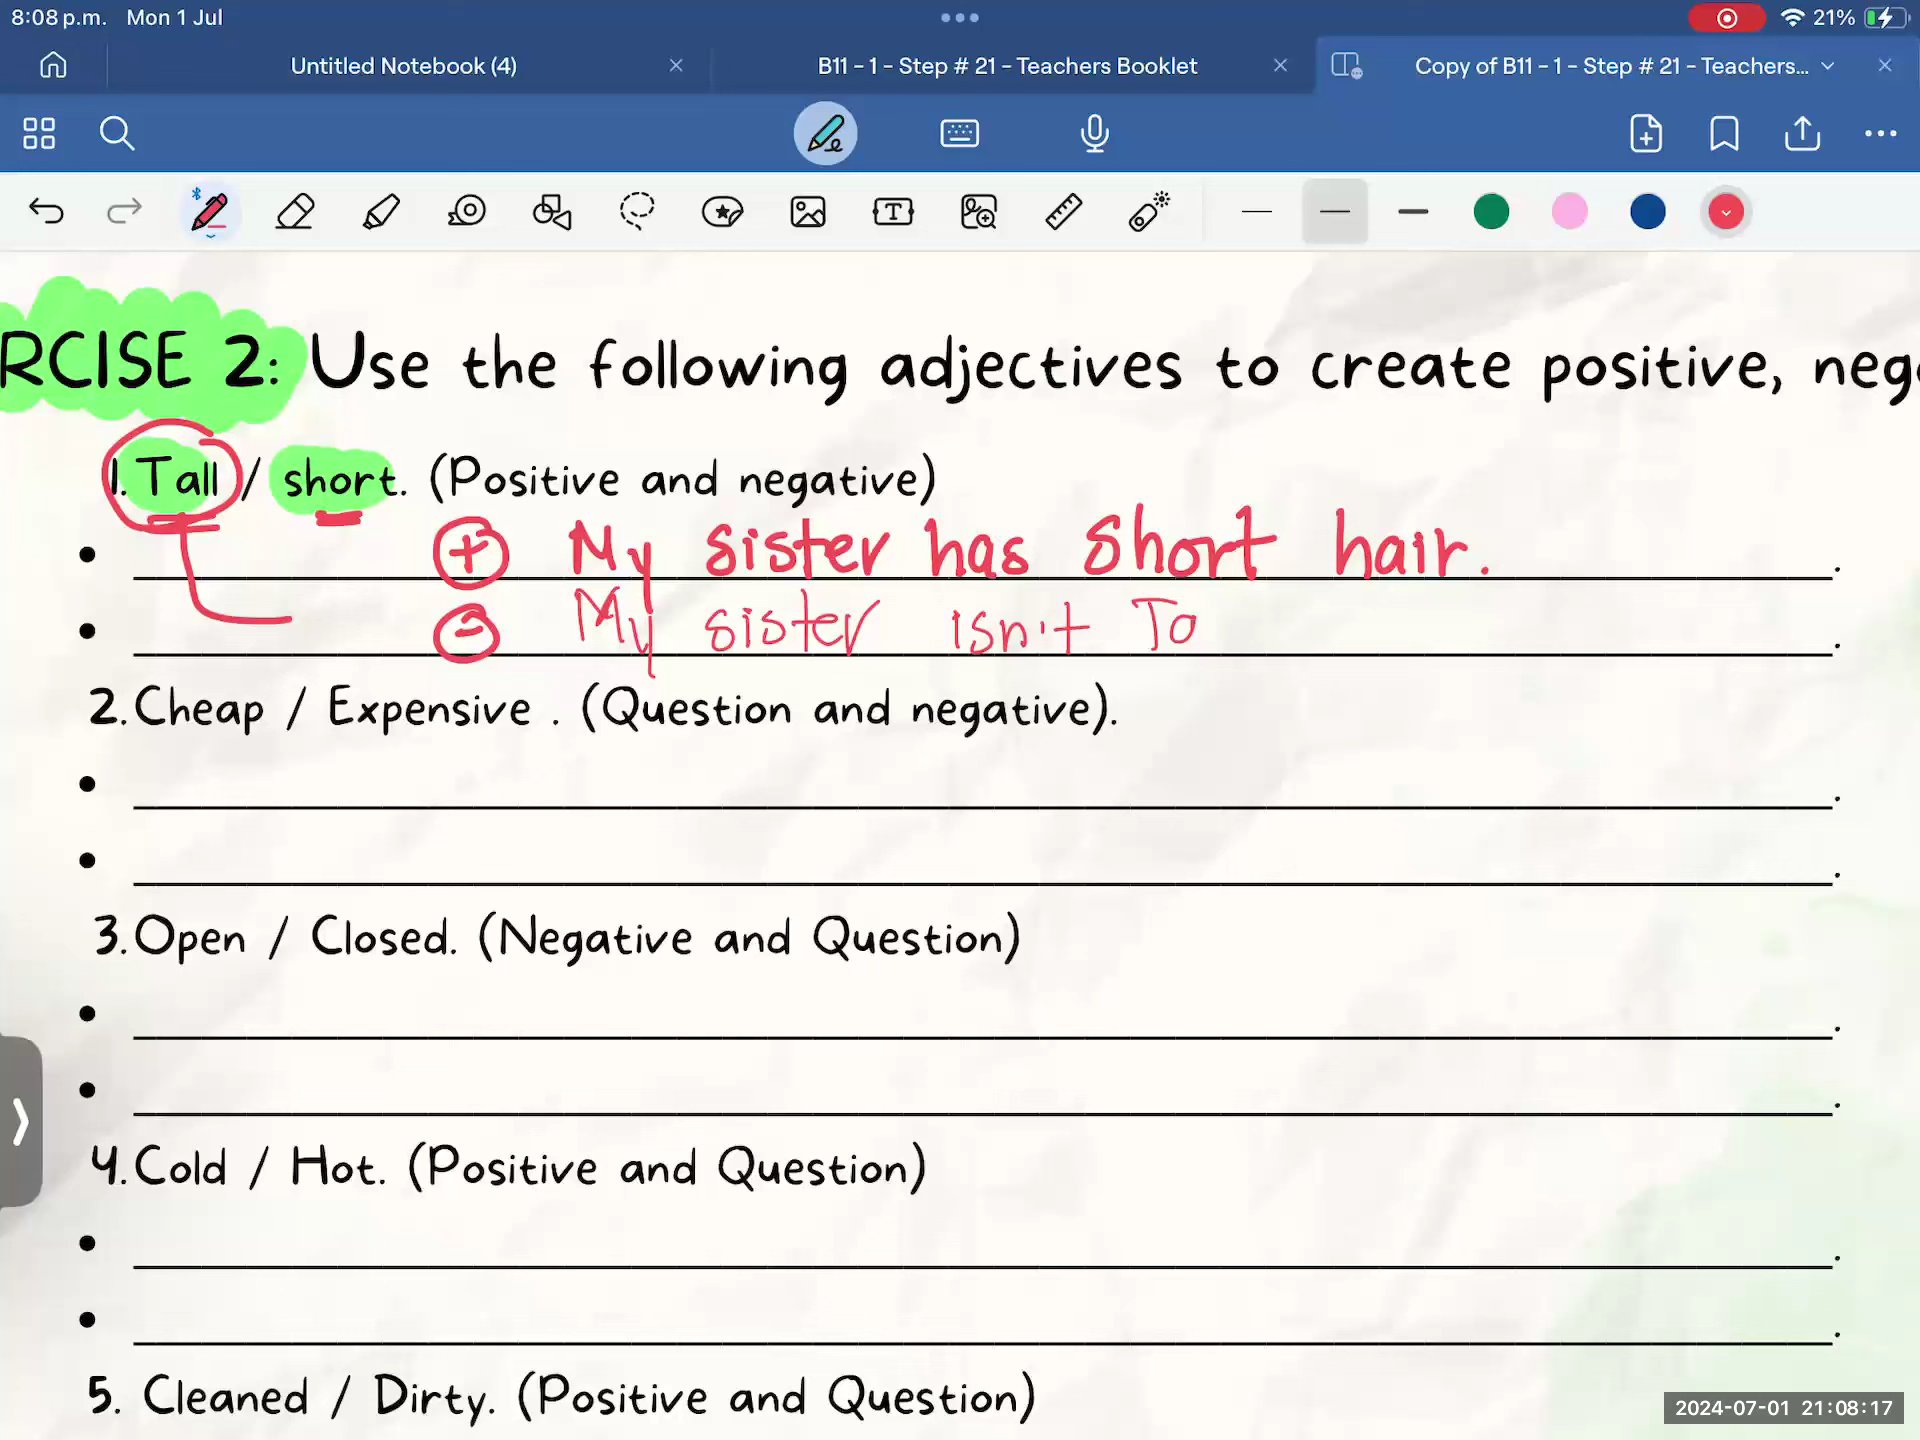 8:08 p.m. Mon 1 Jul
21%
Untitled Notebook (4)
B11 - 1 - Step # 21 - Teachers Booklet
Copy of B11 - 1 - Step # 21 - Teachers...
RCISE 2: Use the following adjectives to create positive, neg
1. Tall / short. (Positive and negative)
+ My sister has short hair.
- My sister isn't To
2. Cheap / Expensive . (Question and negative).
3. Open / Closed. (Negative and Question)
4. Cold / Hot. (Positive and Question)
5. Cleaned / Dirty. (Positive and Question)
2024-07-01 21:08:17